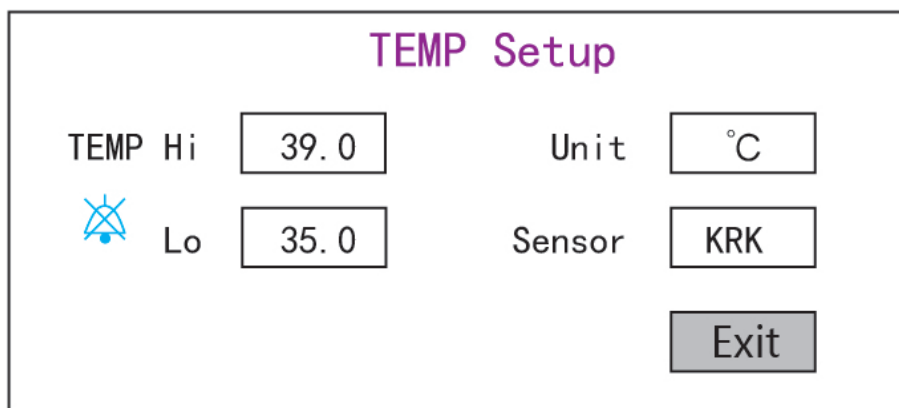 TEMP Setup
TEMP Hi 39.0 Unit °C
Lo 35.0 Sensor KRK
Exit